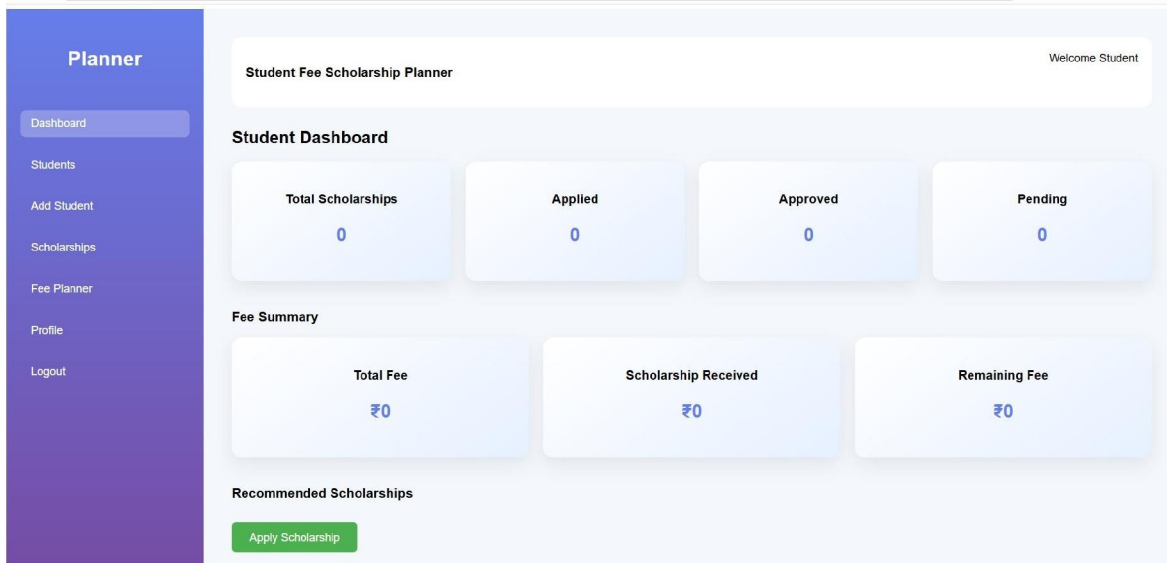 Planner
Dashboard
Students
Add Student
Scholarships
Fee Planner
Profile
Logout
Welcome Student
Student Fee Scholarship Planner
Student Dashboard
Total Scholarships
0
Applied
0
Approved
0
Pending
0
Fee Summary
Total Fee
₹0
Scholarship Received
₹0
Remaining Fee
₹0
Recommended Scholarships
Apply Scholarship